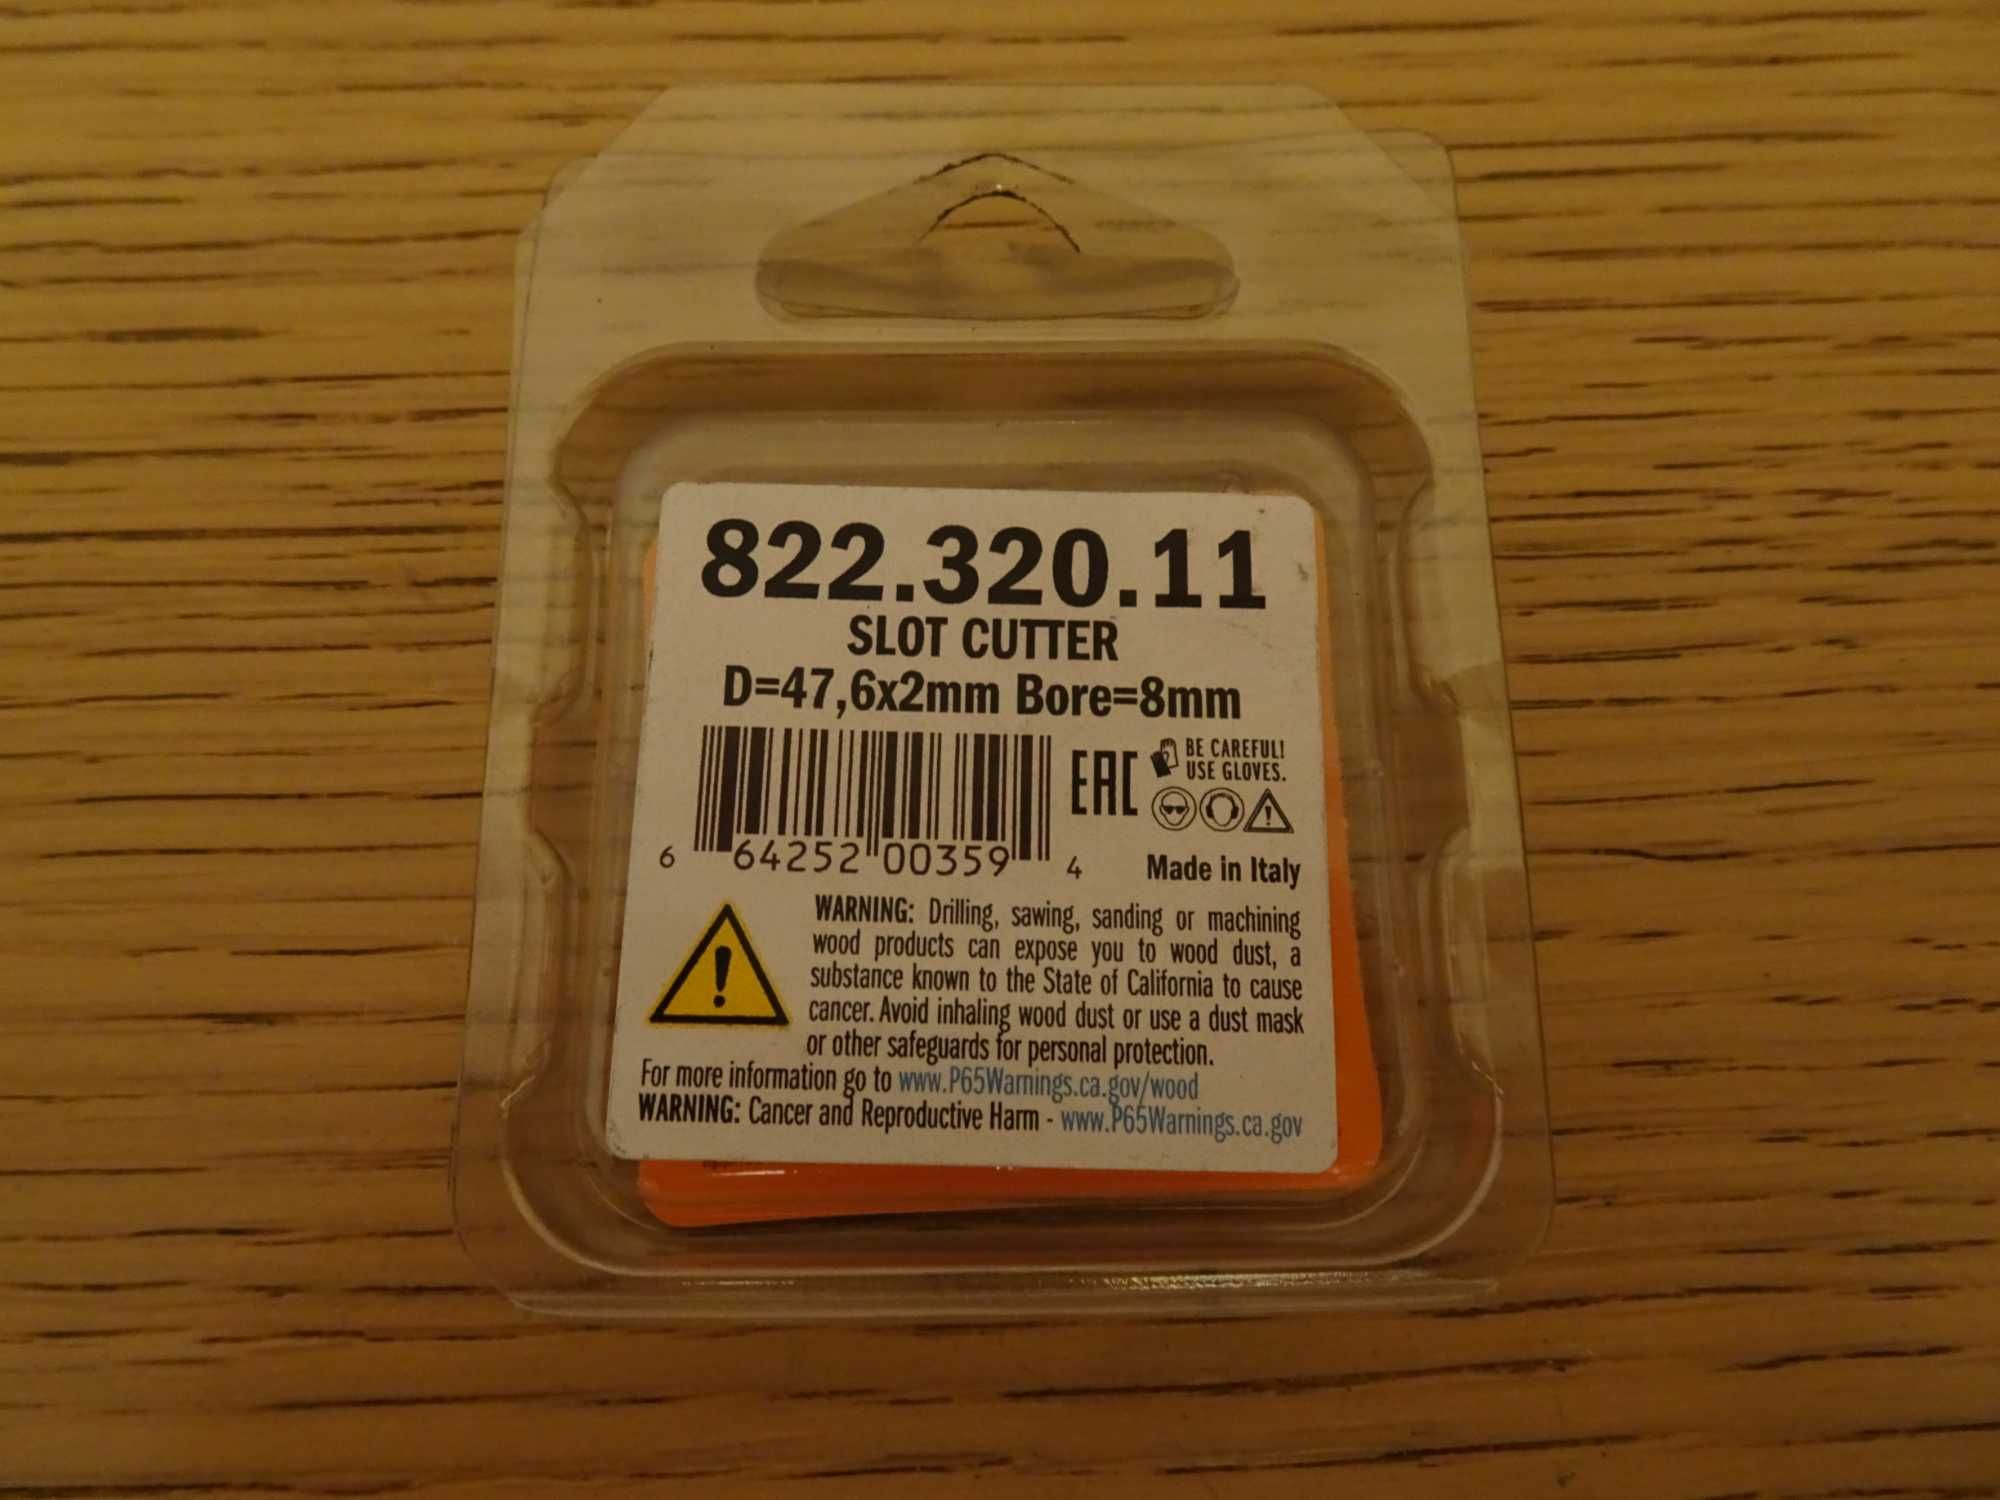 822.320.11
SLOT CUTTER
D=47,6x2mm Bore=8mm
EAC
BE CAREFUL!
USE GLOVES.
6 64252 00359 4
Made in Italy
WARNING: Drilling, sawing, sanding or machining
wood products can expose you to wood dust, a
substance known to the State of California to cause
cancer. Avoid inhaling wood dust or use a dust mask
or other safeguards for personal protection.
For more information go to www.P65Warnings.ca.gov/wood
WARNING: Cancer and Reproductive Harm - www.P65Warnings.ca.gov